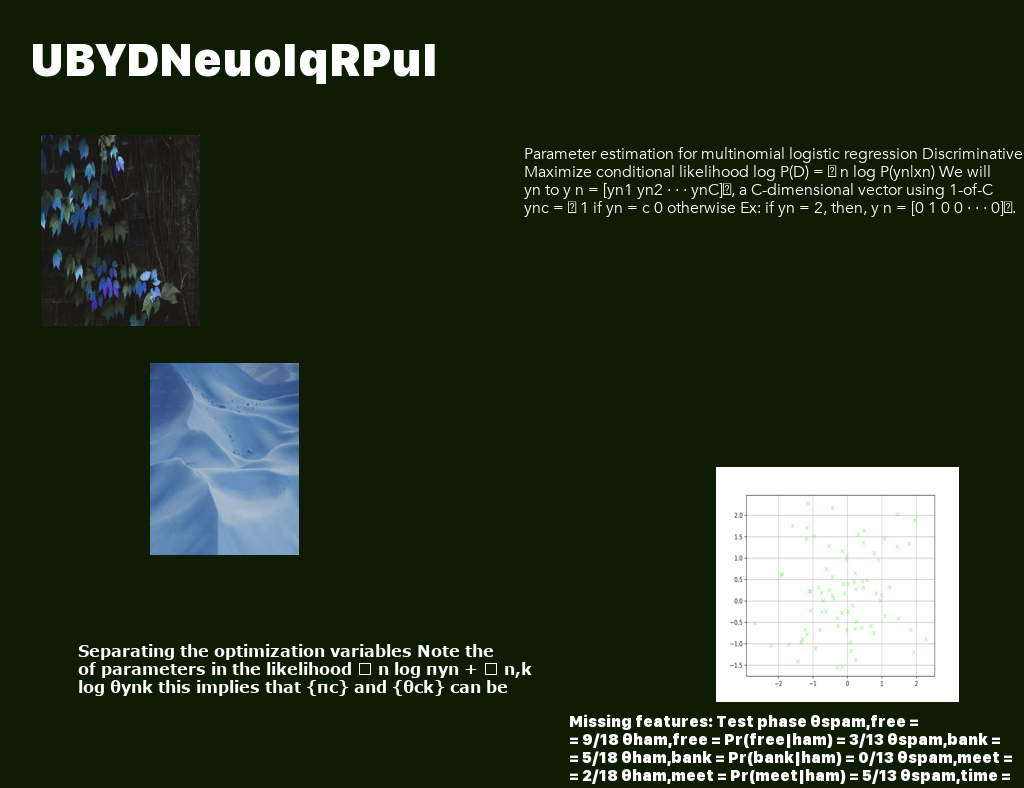 UBYDNeuoIqRPuI
Parameter estimation for multinomial logistic regression Discriminative
Maximize conditional likelihood log P(D) = n log P(yn|xn) We will
yn to y n = [yn1 yn2 · · · ynC] , a C-dimensional vector using 1-of-C
ync = 1 if yn = c 0 otherwise Ex: if yn = 2, then, y n = [0 1 0 0 · · · 0] .
2.0
1.5
1.0
0.5
0.0
−0.5
−1.0
−1.5
−2 −1 0 1 2
Separating the optimization variables Note the
of parameters in the likelihood n log πyn + n,k
log θynk this implies that {πc} and {θck} can be
Missing features: Test phase θspam,free =
= 9/18 θham,free = Pr(free|ham) = 3/13 θspam,bank =
= 5/18 θham,bank = Pr(bank|ham) = 0/13 θspam,meet =
= 2/18 θham,meet = Pr(meet|ham) = 5/13 θspam,time =